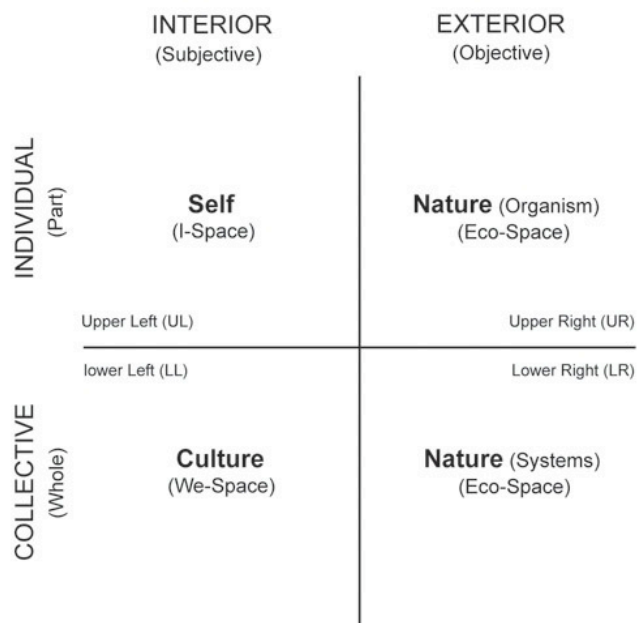 INTERIOR
(Subjective)
EXTERIOR
(Objective)
INDIVIDUAL
(Part)
Self
(I-Space)
Nature (Organism)
(Eco-Space)
Upper Left (UL)
Upper Right (UR)
lower Left (LL)
Lower Right (LR)
COLLECTIVE
(Whole)
Culture
(We-Space)
Nature (Systems)
(Eco-Space)